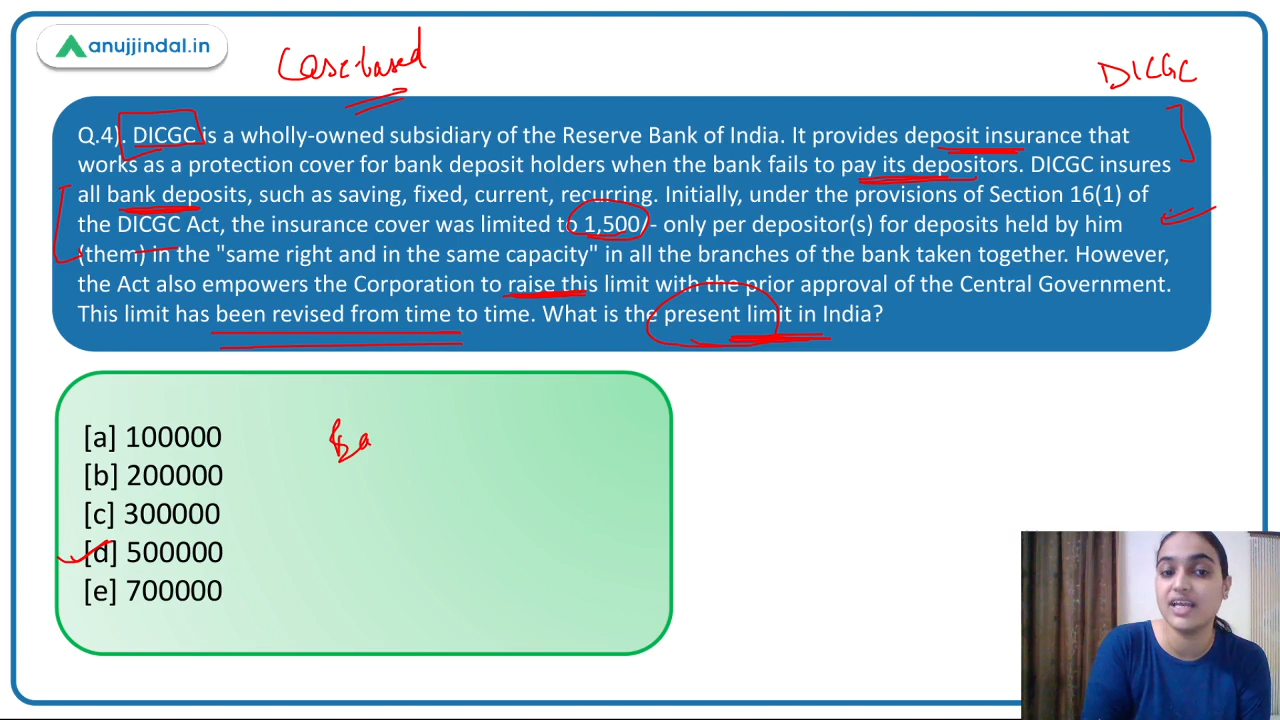 anujjindal.in
Case based
DICGC
Q.4). DICGC is a wholly-owned subsidiary of the Reserve Bank of India. It provides deposit insurance that
works as a protection cover for bank deposit holders when the bank fails to pay its depositors. DICGC insures
all bank deposits, such as saving, fixed, current, recurring. Initially, under the provisions of Section 16(1) of
the DICGC Act, the insurance cover was limited to 1,500/- only per depositor(s) for deposits held by him
(them) in the "same right and in the same capacity" in all the branches of the bank taken together. However,
the Act also empowers the Corporation to raise this limit with the prior approval of the Central Government.
This limit has been revised from time to time. What is the present limit in India?
[a] 100000
[b] 200000
[c] 300000
[d] 500000
[e] 700000